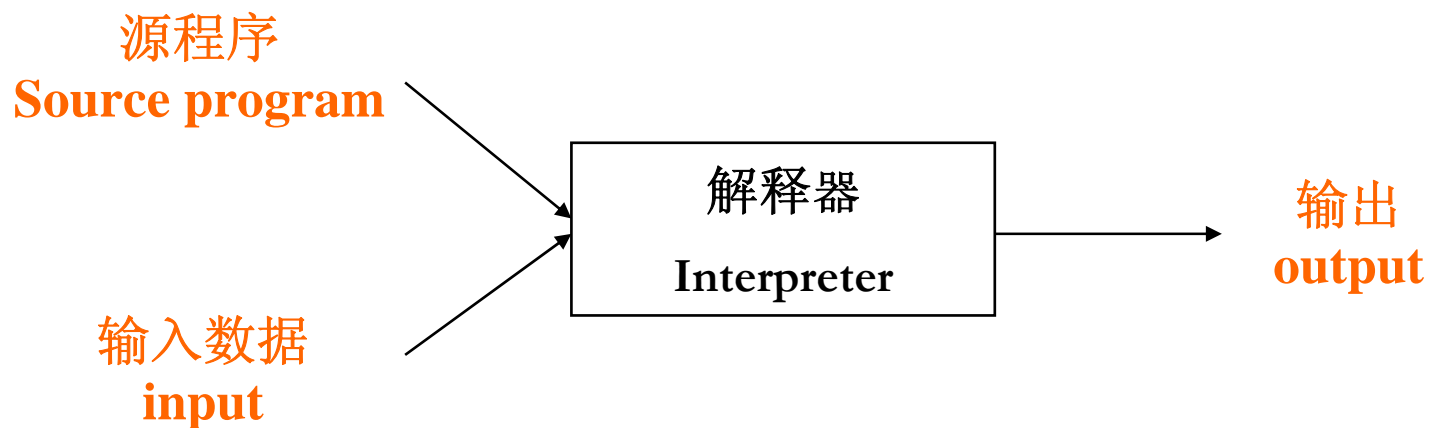 源程序
Source program
输入数据
input
解释器
Interpreter
输出
output